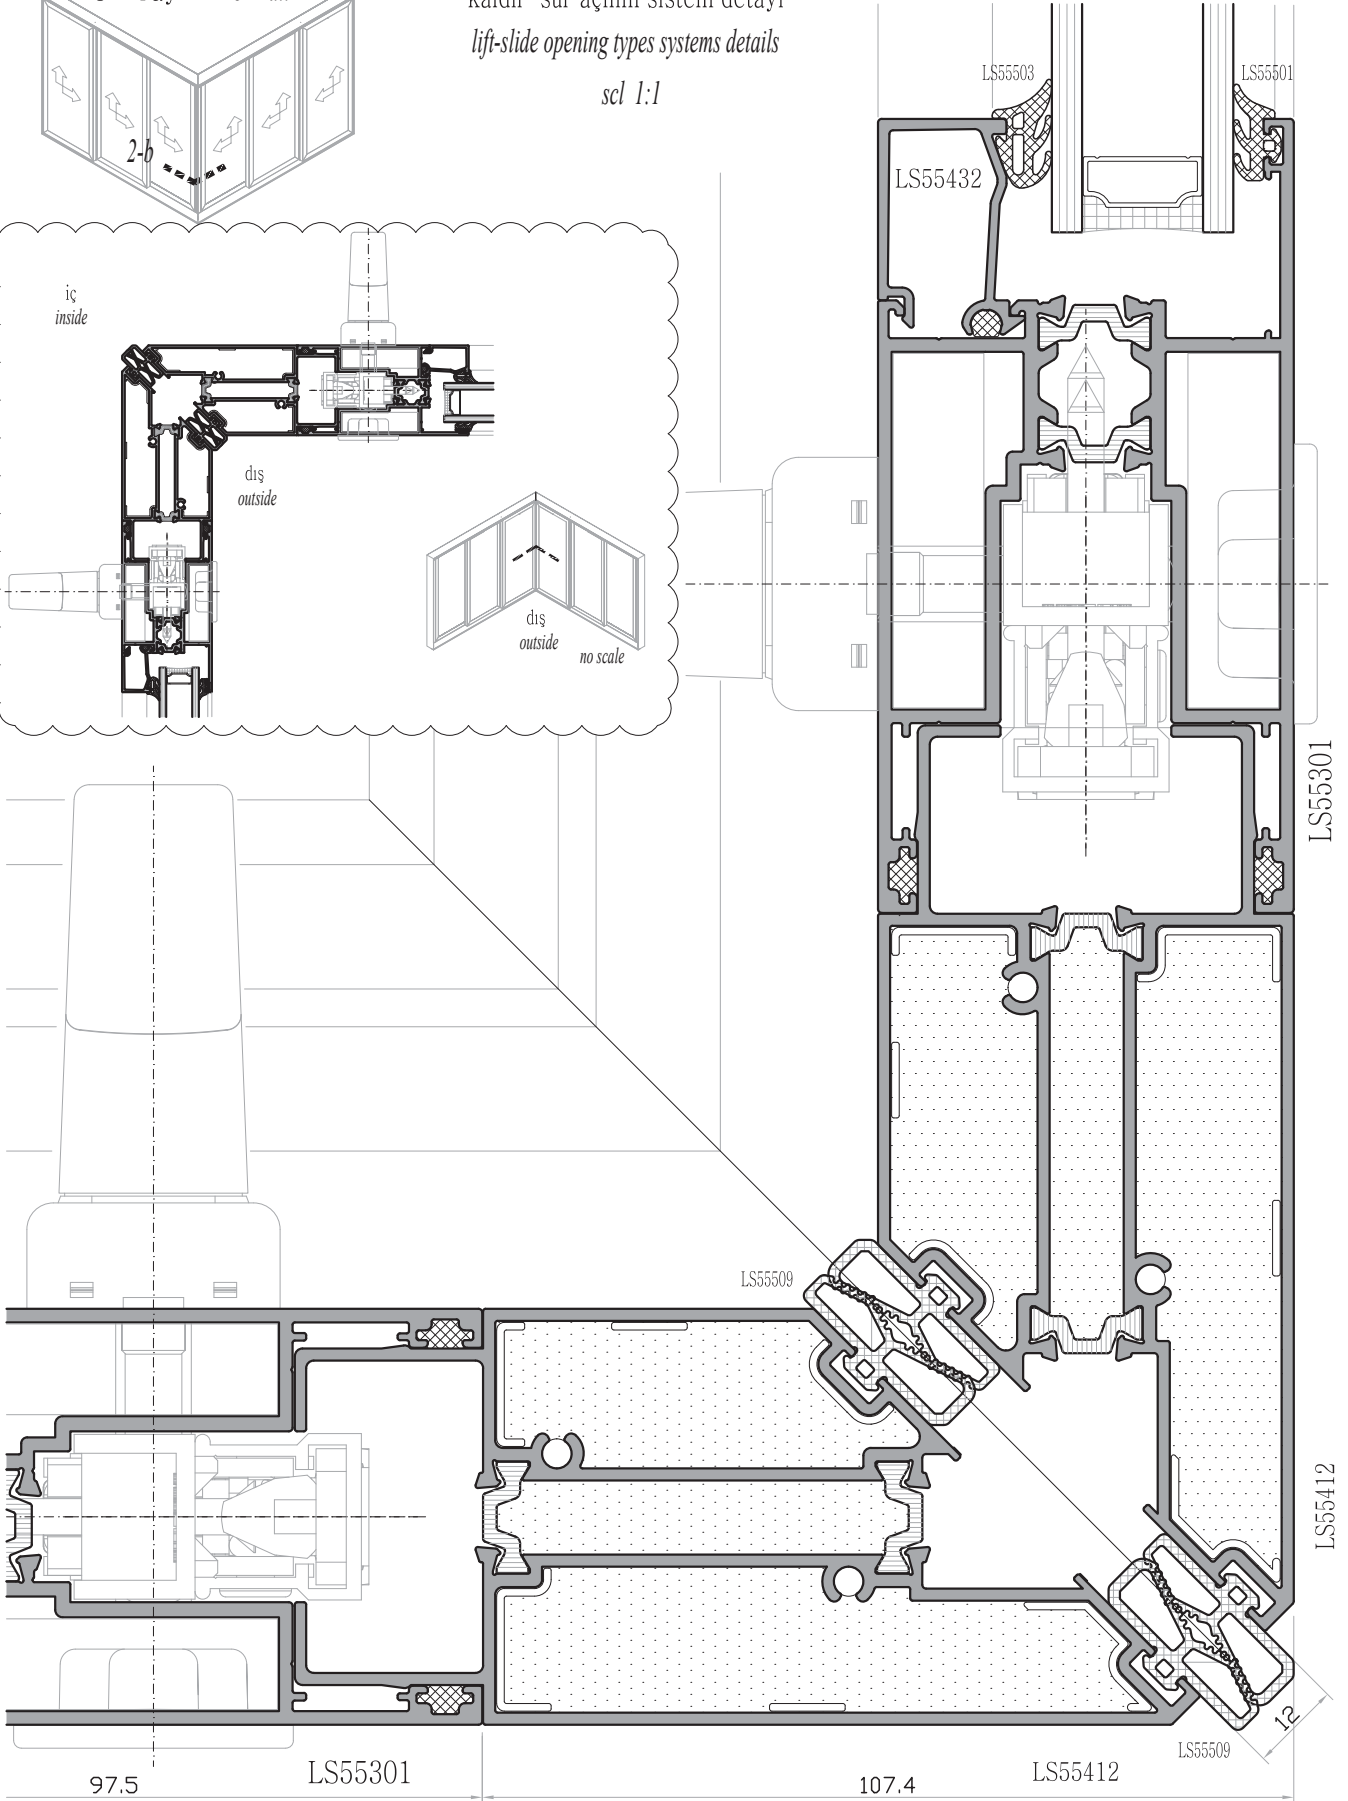 kaldır sür açılım sistem detayı
lift-slide opening types systems details
scl 1:1
LS55503
LS55501
2-b
LS55432
iç
inside
dış
outside
dış
outside
no scale
LS55301
LS55509
LS55412
12
LS55509
LS55301
LS55412
97.5
107.4